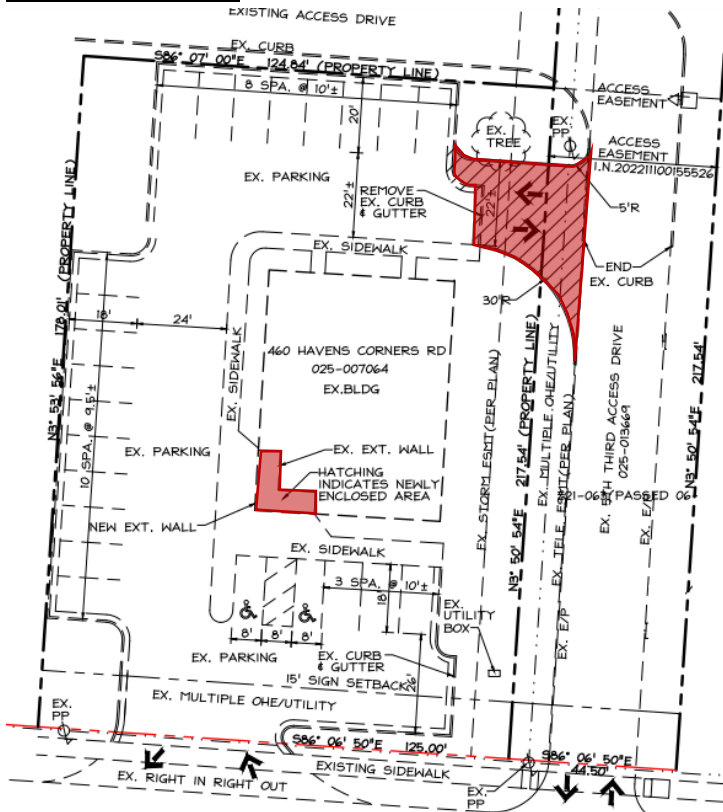 EXISTING ACCESS DRIVE
EX. CURB
S86° 07' 00"E 124.84' (PROPERTY LINE)
8 SPA. @ 10'±
20'
EX.
TREE
EX.
PP
ACCESS
EASEMENT
ACCESS
EASEMENT
I.N.202211100155526
EX. PARKING
22'±
REMOVE
EX. CURB
& GUTTER
22'±
5'R
END
EX. CURB
EX. SIDEWALK
30'R
N3° 53' 56"E 178.01' (PROPERTY LINE)
18'
24'
10 SPA. @ 9.5'±
EX. SIDEWALK
460 HAVENS CORNERS RD
025-007064
EX.BLDG
EX. PARKING
EX. EXT. WALL
HATCHING
INDICATES NEWLY
ENCLOSED AREA
NEW EXT. WALL
EX. STORM ESMT(PER PLAN)
N3° 50' 54"E 217.54' (PROPERTY LINE)
EX. MULTIPLE OHE/UTILITY
EX. TELE. ESMT(PER PLAN)
EX. E/P
EX. 5TH THIRD ACCESS DRIVE
025-013669
EX. E/P
N3° 50' 54"E 217.54'
(PASSED 06
EX. SIDEWALK
3 SPA. @ 10'±
18'
8' 8' 8'
EX.
UTILITY
BOX
EX. PARKING
EX. CURB
& GUTTER
15' SIGN SETBACK
26'
EX. MULTIPLE OHE/UTILITY
EX.
PP
S86° 06' 50"E 125.00'
S86° 06' 50"E
44.50'
EXISTING SIDEWALK
EX. RIGHT IN RIGHT OUT
EX.
PP